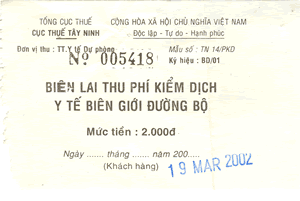 TỔNG CỤC THUẾ CỘNG HÒA XÃ HỘI CHỦ NGHĨA VIỆT NAM
CỤC THUẾ TÂY NINH Độc lập - Tự do - Hạnh phúc
Đơn vị thu : TT.Y tế Dự phòng Mẫu số : TN 14/PKD
Nº 005418 Ký hiệu : BD/01
BIÊN LAI THU PHÍ KIỂM DỊCH
Y TẾ BIÊN GIỚI ĐƯỜNG BỘ
Mức tiền : 2.000đ
Ngày ...... tháng ...... năm 200.....
(Khách hàng) 19 MAR 2002